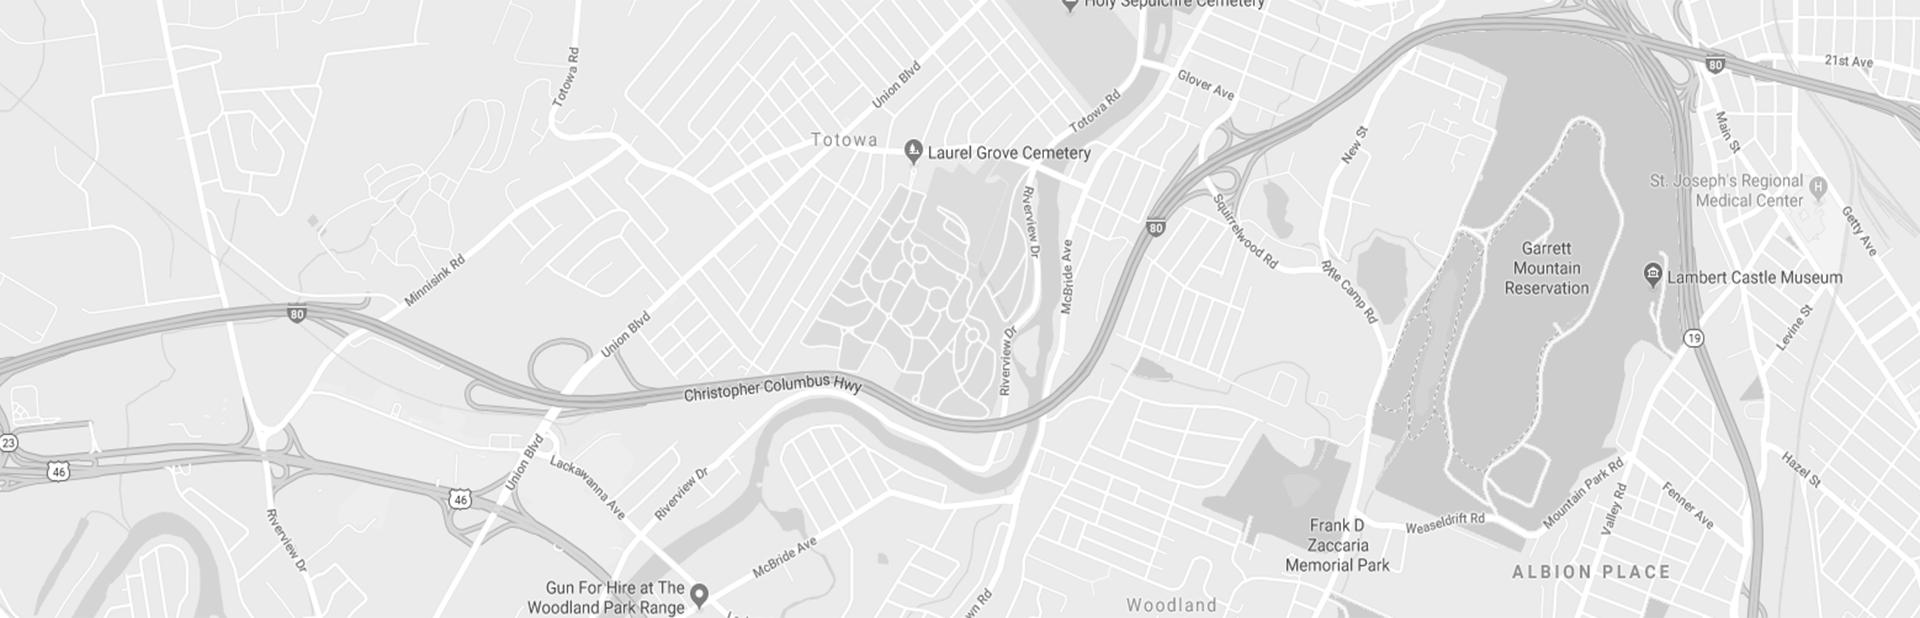 Holy Sepulchre Cemetery
Totowa Rd
Union Blvd
Glover Ave
21st Ave
80
Totowa Rd
Totowa
Laurel Grove Cemetery
New St
Main St
St. Joseph's Regional
Medical Center
H
Riverview Dr
Squirrelwood Rd
80
Getty Ave
McBride Ave
Garrett
Mountain
Reservation
Lambert Castle Museum
Minnisink Rd
Rifle Camp Rd
80
Union Blvd
Levine St
19
Riverview Dr
Christopher Columbus Hwy
23
46
Union Blvd
Lackawanna Ave
Riverview Dr
46
Hazel St
Mountain Park Rd
Fenner Ave
Valley Rd
Weaseldrift Rd
Riverview Dr
Frank D
Zaccaria
Memorial Park
McBride Ave
ALBION PLACE
Gun For Hire at The
Woodland Park Range
Woodland